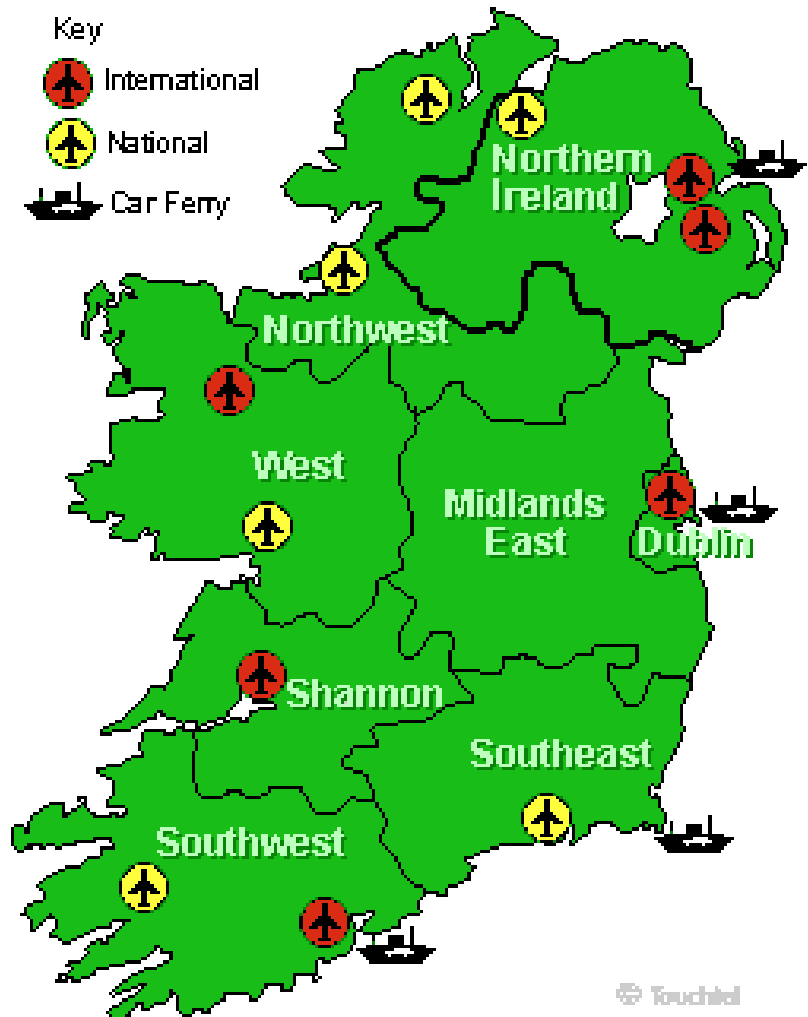 Key
International
National
Car Ferry
Northern
Ireland
Northwest
West
Midlands
East
Dublin
Shannon
Southeast
Southwest
Touchtel